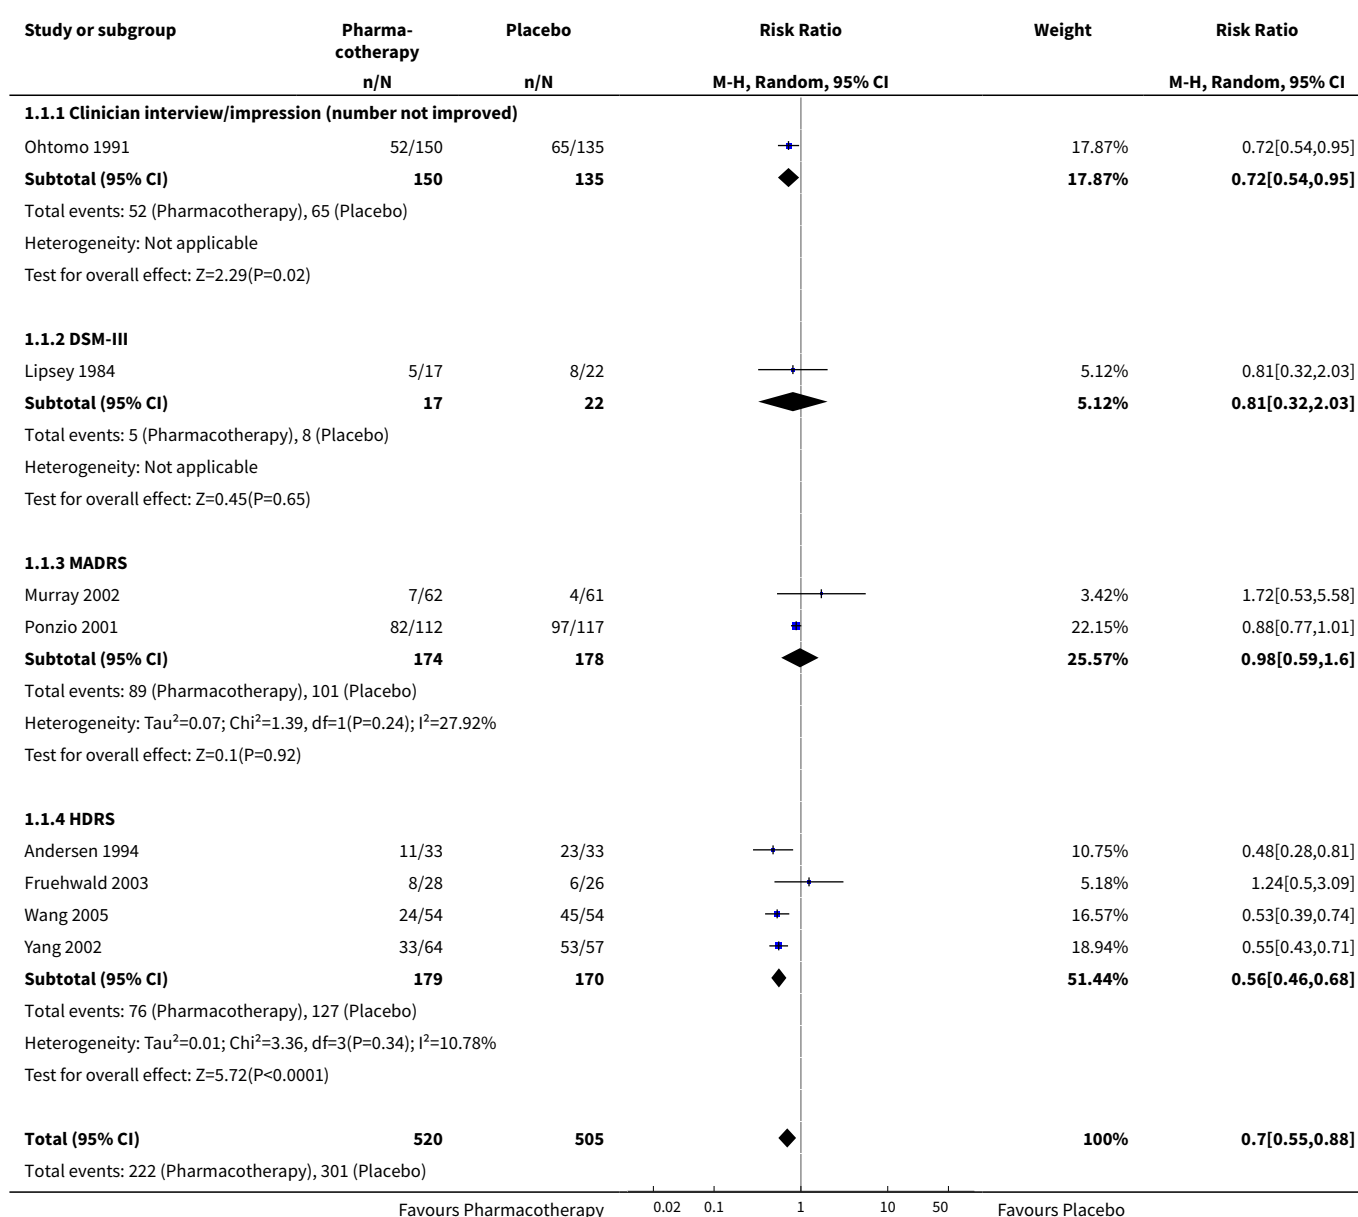 Study or subgroup Pharma- Placebo Risk Ratio Weight Risk Ratio
cotherapy
n/N n/N M-H, Random, 95% CI M-H, Random, 95% CI
1.1.1 Clinician interview/impression (number not improved)
Ohtomo 1991 52/150 65/135 17.87% 0.72[0.54,0.95]
Subtotal (95% CI) 150 135 17.87% 0.72[0.54,0.95]
Total events: 52 (Pharmacotherapy), 65 (Placebo)
Heterogeneity: Not applicable
Test for overall effect: Z=2.29(P=0.02)
1.1.2 DSM-III
Lipsey 1984 5/17 8/22 5.12% 0.81[0.32,2.03]
Subtotal (95% CI) 17 22 5.12% 0.81[0.32,2.03]
Total events: 5 (Pharmacotherapy), 8 (Placebo)
Heterogeneity: Not applicable
Test for overall effect: Z=0.45(P=0.65)
1.1.3 MADRS
Murray 2002 7/62 4/61 3.42% 1.72[0.53,5.58]
Ponzio 2001 82/112 97/117 22.15% 0.88[0.77,1.01]
Subtotal (95% CI) 174 178 25.57% 0.98[0.59,1.6]
Total events: 89 (Pharmacotherapy), 101 (Placebo)
Heterogeneity: Tau²=0.07; Chi²=1.39, df=1(P=0.24); I²=27.92%
Test for overall effect: Z=0.1(P=0.92)
1.1.4 HDRS
Andersen 1994 11/33 23/33 10.75% 0.48[0.28,0.81]
Fruehwald 2003 8/28 6/26 5.18% 1.24[0.5,3.09]
Wang 2005 24/54 45/54 16.57% 0.53[0.39,0.74]
Yang 2002 33/64 53/57 18.94% 0.55[0.43,0.71]
Subtotal (95% CI) 179 170 51.44% 0.56[0.46,0.68]
Total events: 76 (Pharmacotherapy), 127 (Placebo)
Heterogeneity: Tau²=0.01; Chi²=3.36, df=3(P=0.34); I²=10.78%
Test for overall effect: Z=5.72(P<0.0001)
Total (95% CI) 520 505 100% 0.7[0.55,0.88]
Total events: 222 (Pharmacotherapy), 301 (Placebo)
Favours Pharmacotherapy 0.02 0.1 1 10 50 Favours Placebo